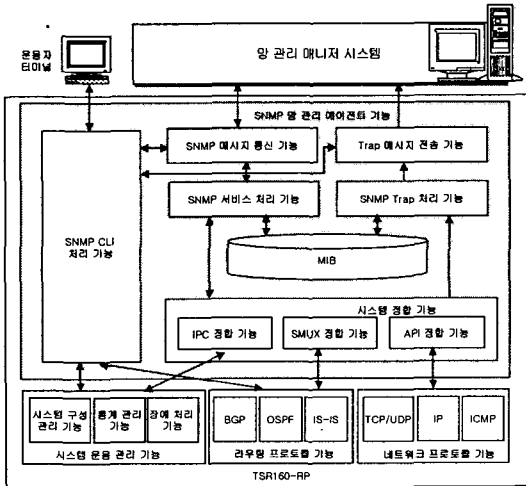 운용자
터미널
망 관리 매니저 시스템
SNMP 망 관리 에이전트 기능
SNMP 메시지 통신 기능
Trap 메시지 전송 기능
SNMP 서비스 처리 기능
SNMP Trap 처리 기능
SNMP CLI
처리 기능
MIB
시스템 정합 기능
IPC 정합 기능
SMUX 정합 기능
API 정합 기능
시스템 구성
관리 기능
통계 관리
기능
장애 처리
기능
시스템 운용 관리 기능
BGP
OSPF
IS-IS
라우팅 프로토콜 기능
TCP/UDP
IP
ICMP
네트워크 프로토콜 기능
TSR160-RP